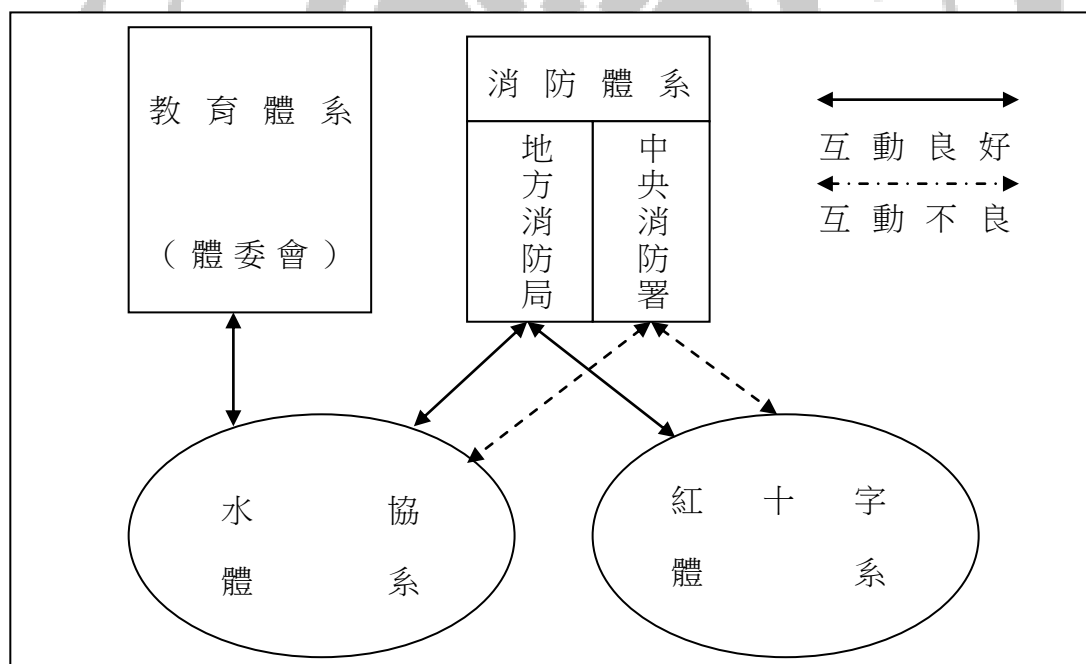 教育體系
（體委會）
消防體系
地方消防局
中央消防署
互動良好
互動不良
水協
體系
紅十字
體系